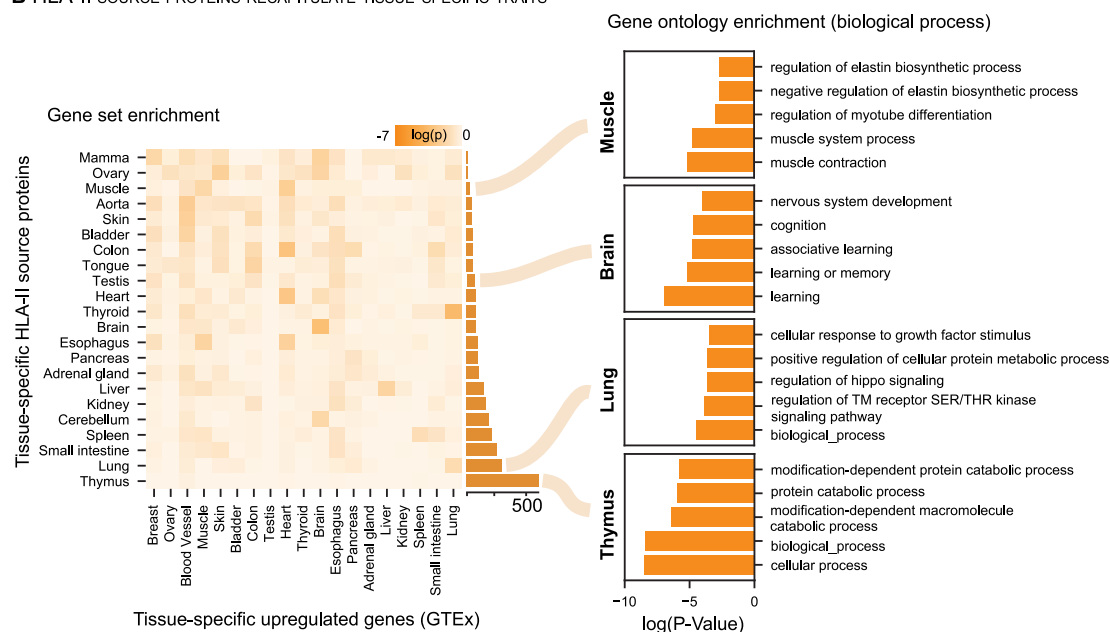 Gene ontology enrichment (biological process)
Gene set enrichment
-7 log(p) 0
Tissue-specific HLA-II source proteins
Mamma
Ovary
Muscle
Aorta
Skin
Bladder
Colon
Tongue
Testis
Heart
Thyroid
Brain
Esophagus
Pancreas
Adrenal gland
Liver
Kidney
Cerebellum
Spleen
Small intestine
Lung
Thymus
500
Breast
Ovary
Blood Vessel
Muscle
Skin
Bladder
Colon
Testis
Heart
Thyroid
Brain
Esophagus
Pancreas
Adrenal gland
Liver
Kidney
Spleen
Small intestine
Lung
Tissue-specific upregulated genes (GTEx)
Muscle
regulation of elastin biosynthetic process
negative regulation of elastin biosynthetic process
regulation of myotube differentiation
muscle system process
muscle contraction
Brain
nervous system development
cognition
associative learning
learning or memory
learning
Lung
cellular response to growth factor stimulus
positive regulation of cellular protein metabolic process
regulation of hippo signaling
regulation of TM receptor SER/THR kinase
signaling pathway
biological_process
Thymus
modification-dependent protein catabolic process
protein catabolic process
modification-dependent macromolecule
catabolic process
biological_process
cellular process
−10 −5 0
log(P-Value)